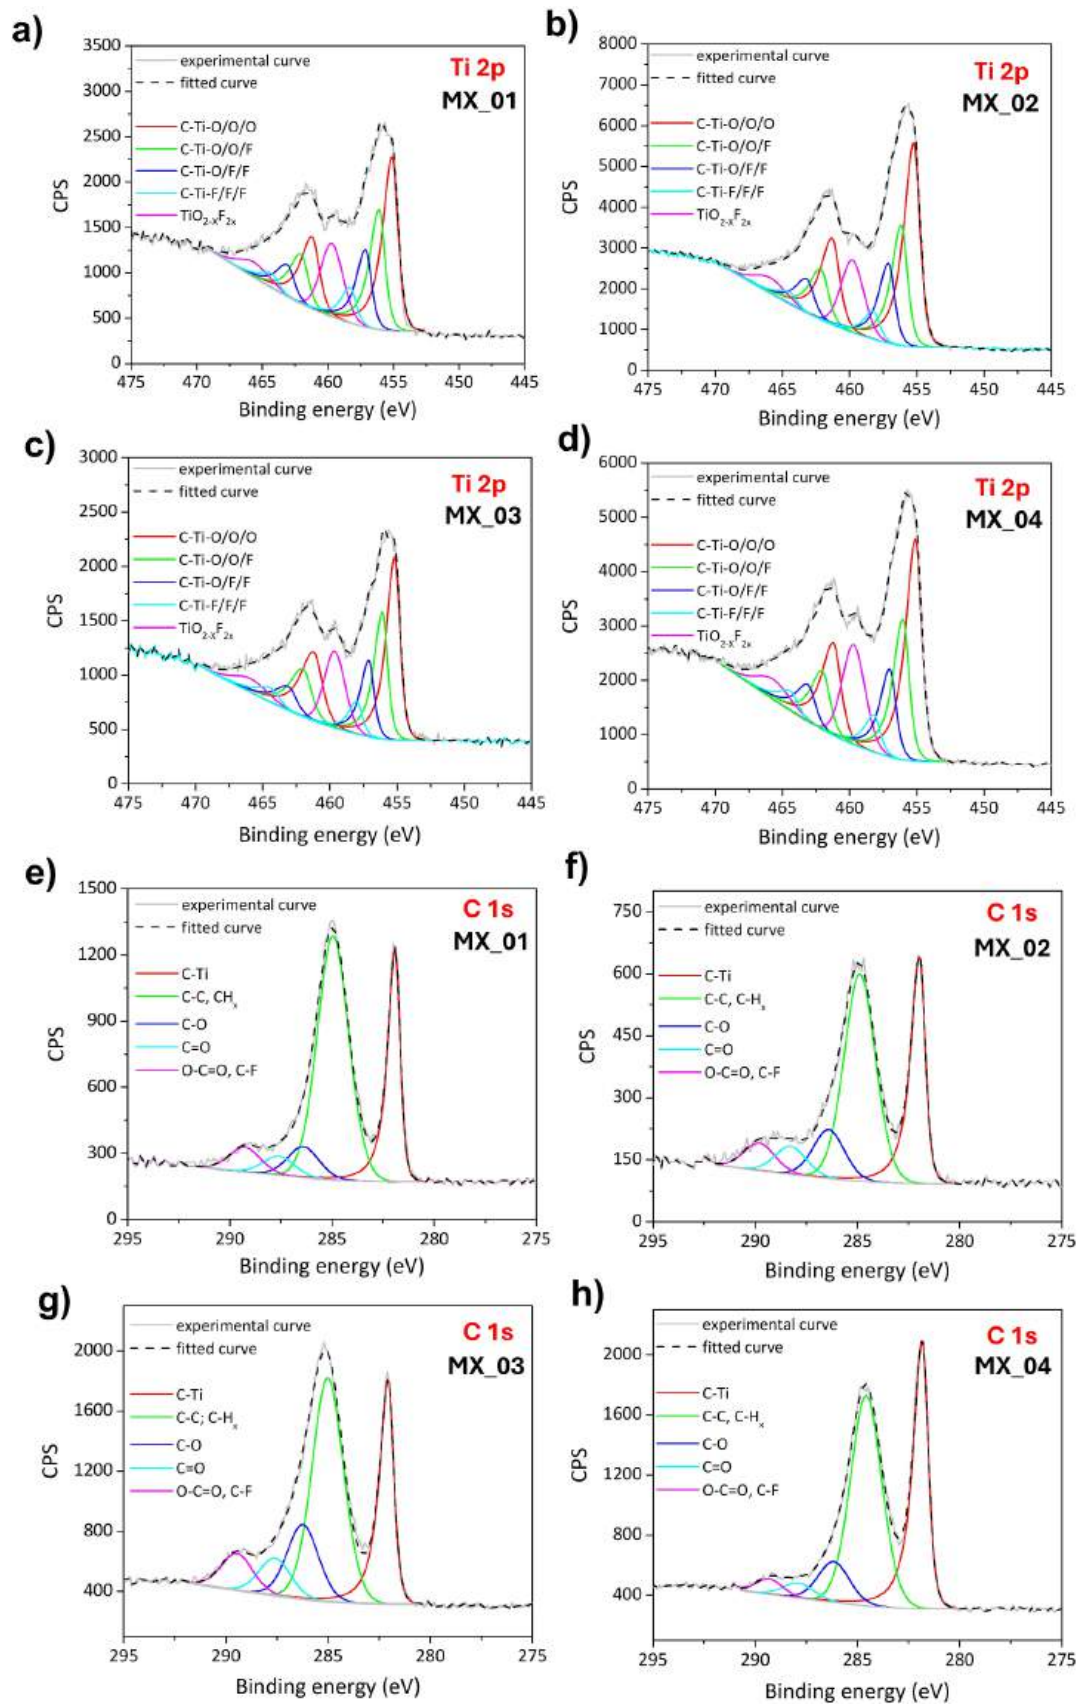 a)
3500
3000
2500
2000
1500
1000
500
0
CPS
experimental curve
fitted curve
C-Ti-O/O/O
C-Ti-O/O/F
C-Ti-O/F/F
C-Ti-F/F/F
TiO2-xF2x
Ti 2p
MX_01
475 470 465 460 455 450 445
Binding energy (eV)
b)
8000
7000
6000
5000
4000
3000
2000
1000
0
CPS
experimental curve
fitted curve
C-Ti-O/O/O
C-Ti-O/O/F
C-Ti-O/F/F
C-Ti-F/F/F
TiO2-xF2x
Ti 2p
MX_02
475 470 465 460 455 450 445
Binding energy (eV)
c)
3000
2500
2000
1500
1000
500
0
CPS
experimental curve
fitted curve
C-Ti-O/O/O
C-Ti-O/O/F
C-Ti-O/F/F
C-Ti-F/F/F
TiO2-xF2x
Ti 2p
MX_03
475 470 465 460 455 450 445
Binding energy (eV)
d)
6000
5000
4000
3000
2000
1000
0
CPS
experimental curve
fitted curve
C-Ti-O/O/O
C-Ti-O/O/F
C-Ti-O/F/F
C-Ti-F/F/F
TiO2-xF2x
Ti 2p
MX_04
475 470 465 460 455 450 445
Binding energy (eV)
e)
1500
1200
900
600
300
0
CPS
experimental curve
fitted curve
C-Ti
C-C, CHx
C-O
C=O
O-C=O, C-F
C 1s
MX_01
295 290 285 280 275
Binding energy (eV)
f)
750
600
450
300
150
0
CPS
experimental curve
fitted curve
C-Ti
C-C, C-Hx
C-O
C=O
O-C=O, C-F
C 1s
MX_02
295 290 285 280 275
Binding energy (eV)
g)
2000
1600
1200
800
400
CPS
experimental curve
fitted curve
C-Ti
C-C; C-Hx
C-O
C=O
O-C=O, C-F
C 1s
MX_03
295 290 285 280 275
Binding energy (eV)
h)
2000
1600
1200
800
400
CPS
experimental curve
fitted curve
C-Ti
C-C, C-Hx
C-O
C=O
O-C=O, C-F
C 1s
MX_04
295 290 285 280 275
Binding energy (eV)